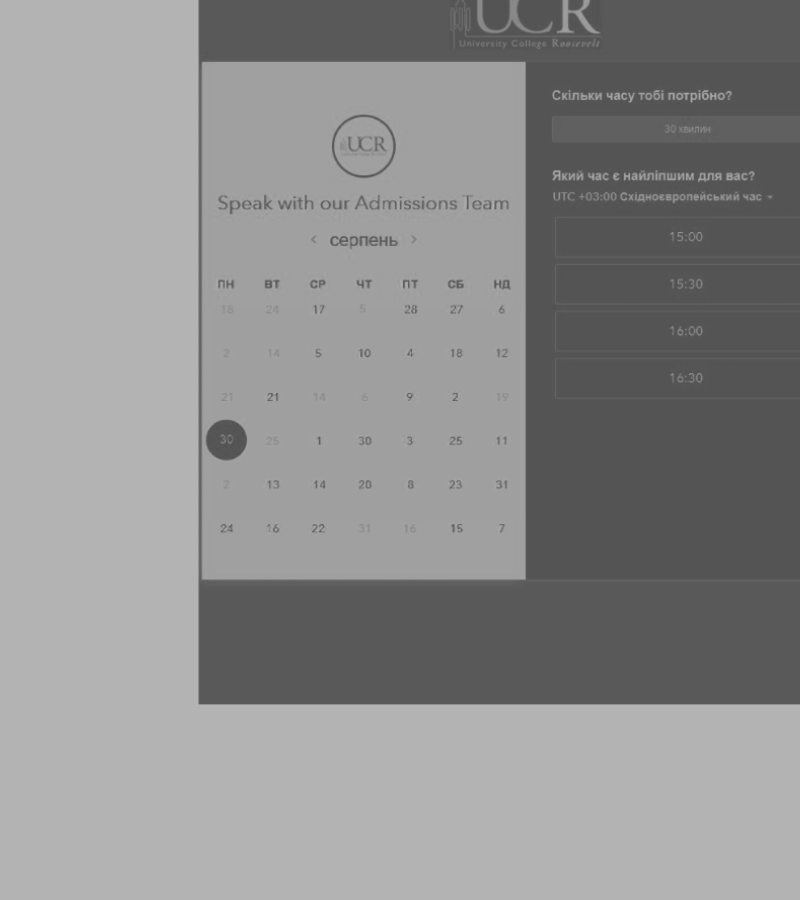 UCR
University College Roosevelt
UCR
Speak with our Admissions Team
< серпень >
ПН ВТ СР ЧТ ПТ СБ НД
18 24 17 5 28 27 6
2 14 5 10 4 18 12
21 21 14 6 9 2 19
30 25 1 30 3 25 11
2 13 14 20 8 23 31
24 16 22 31 16 15 7
Скільки часу тобі потрібно?
30 хвилин
Який час є найліпшим для вас?
UTC +03:00 Східноєвропейський час
15:00
15:30
16:00
16:30